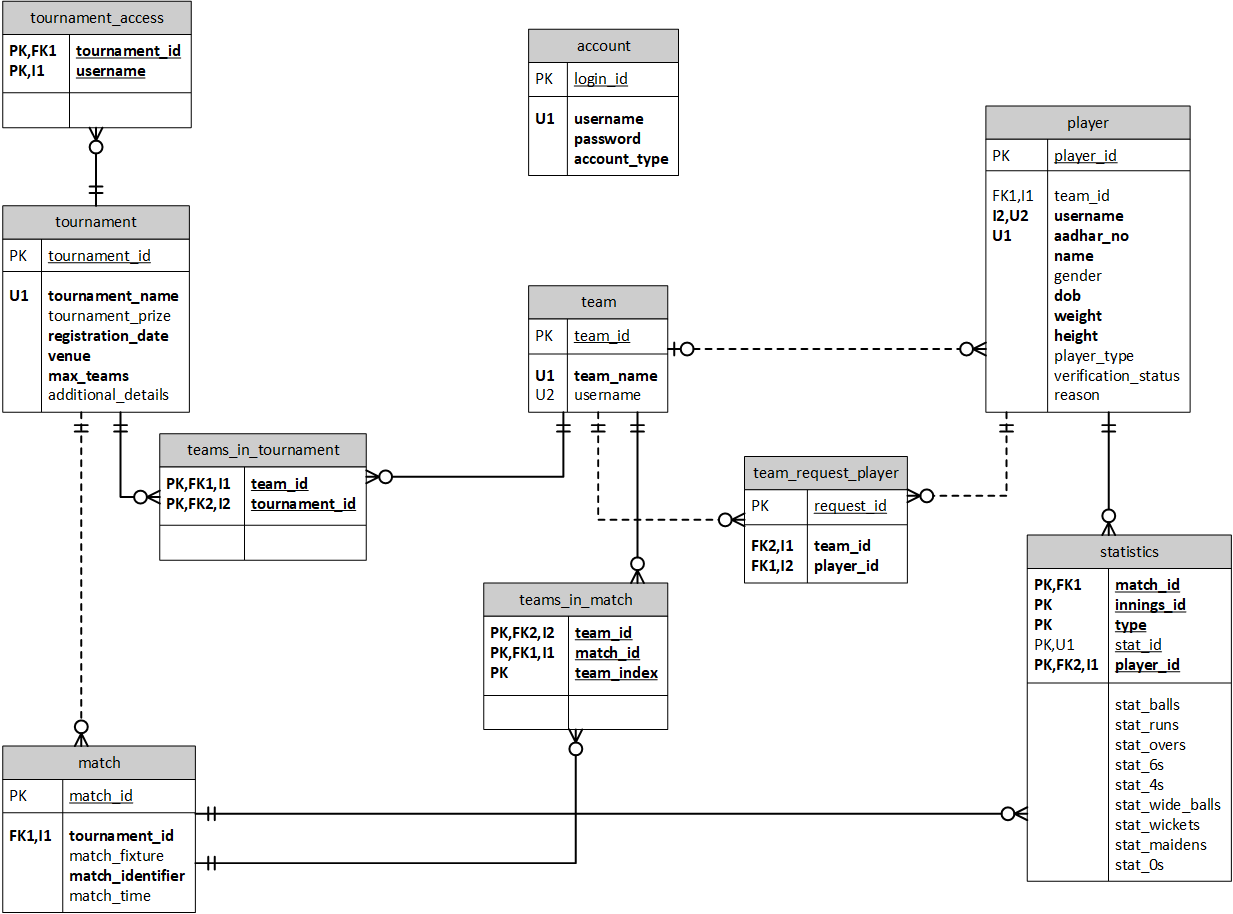 tournament_access
PK,FK1 tournament_id
PK,I1 username
account
PK login_id
U1 username
password
account_type
player
PK player_id
FK1,I1 team_id
I2,U2 username
U1 aadhar_no
name
gender
dob
weight
height
player_type
verification_status
reason
tournament
PK tournament_id
U1 tournament_name
tournament_prize
registration_date
venue
max_teams
additional_details
team
PK team_id
U1 team_name
U2 username
teams_in_tournament
PK,FK1,I1 team_id
PK,FK2,I2 tournament_id
team_request_player
PK request_id
FK2,I1 team_id
FK1,I2 player_id
teams_in_match
PK,FK2,I2 team_id
PK,FK1,I1 match_id
PK team_index
statistics
PK,FK1 match_id
PK innings_id
PK type
PK,U1 stat_id
PK,FK2,I1 player_id
stat_balls
stat_runs
stat_overs
stat_6s
stat_4s
stat_wide_balls
stat_wickets
stat_maidens
stat_0s
match
PK match_id
FK1,I1 tournament_id
match_fixture
match_identifier
match_time